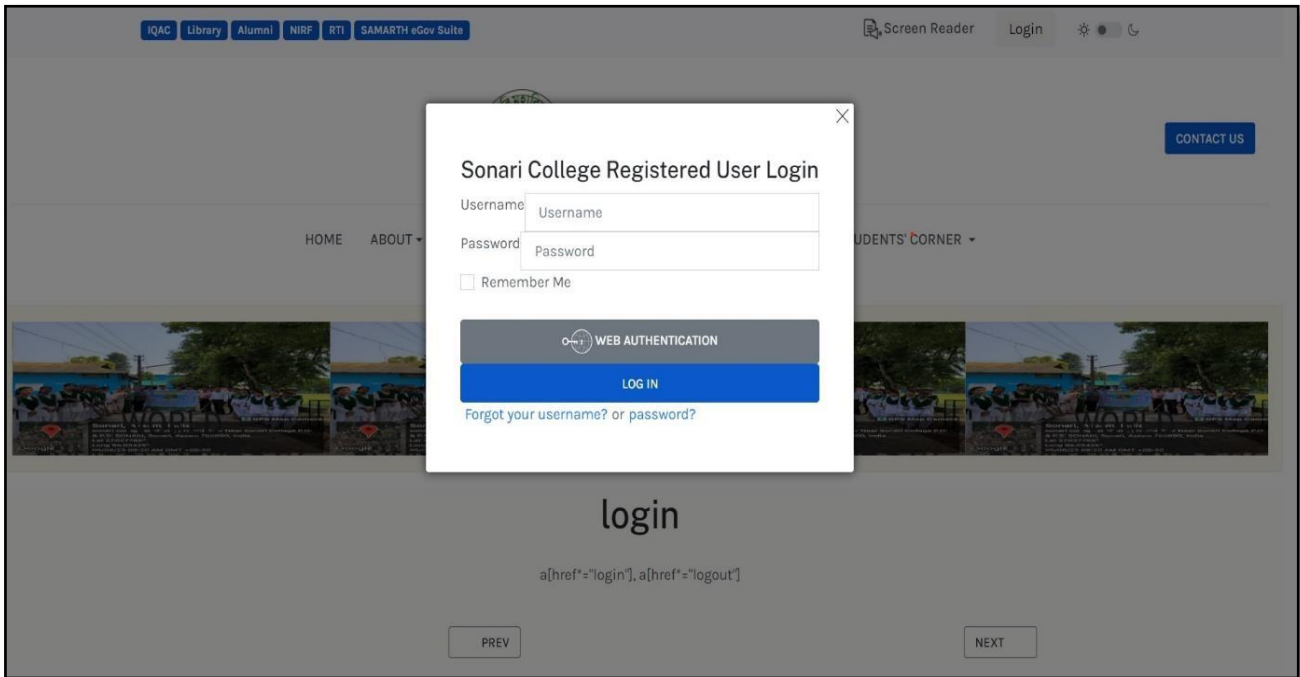 IQAC Library Alumni NIRF RTI SAMARTH eGov Suite Screen Reader Login
CONTACT US
HOME ABOUT UDENTS' CORNER
Sonari College Registered User Login
Username Username
Password Password
Remember Me
WEB AUTHENTICATION
LOG IN
Forgot your username? or password?
login
a[href*="login"], a[href*="logout"]
PREV NEXT